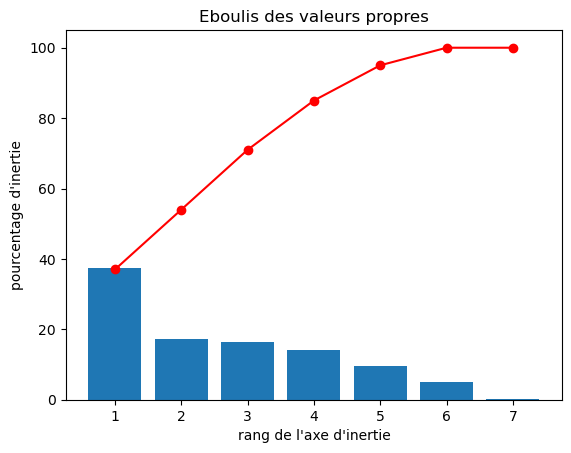 Eboulis des valeurs propres
pourcentage d'inertie
100
80
60
40
20
0
1 2 3 4 5 6 7
rang de l'axe d'inertie